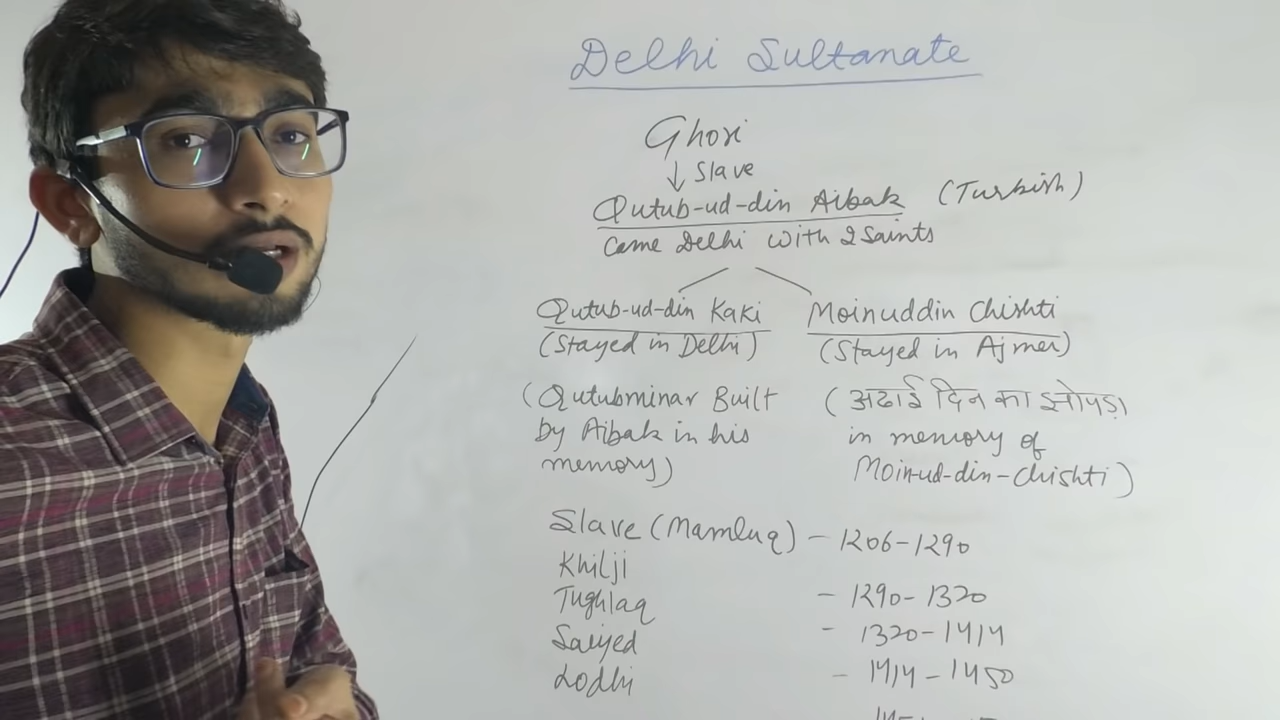 Delhi Sultanate
Ghori
↓ Slave
Qutub-ud-din Aibak (Turkish)
Came Delhi with 2 Saints
Qutub-ud-din Kaki
(Stayed in Delhi)
(Qutubminar Built
by Aibak in his
memory)
Moinuddin Chishti
(Stayed in Ajmer)
(अढाई दिन का झोपड़ा
in memory of
Moin-ud-din-Chishti)
Slave (Mamluq) - 1206-1290
Khilji - 1290-1320
Tughlaq - 1320-1414
Saiyed - 1414-1450
Lodhi